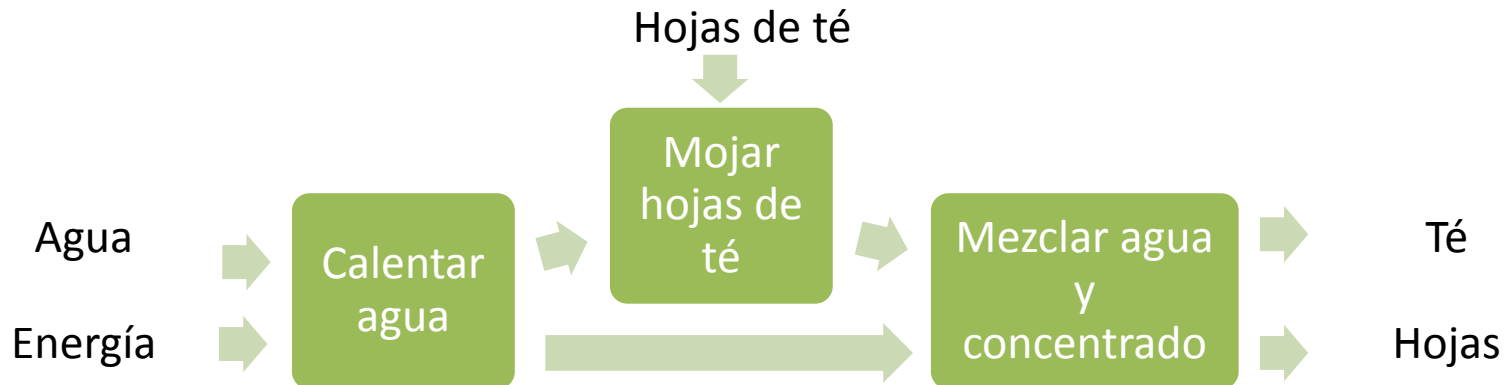 Hojas de té
Mojar
hojas de
té
Agua
Energía
Calentar
agua
Mezclar agua
y
concentrado
Té
Hojas